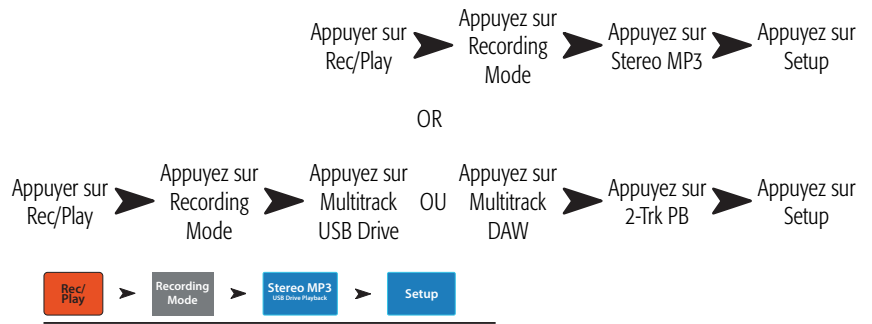 Appuyer sur Rec/Play
Appuyez sur Recording Mode
Appuyez sur Stereo MP3
Appuyez sur Setup
OR
Appuyer sur Rec/Play
Appuyez sur Recording Mode
Appuyez sur Multitrack USB Drive
OU
Appuyez sur Multitrack DAW
Appuyez sur 2-Trk PB
Appuyez sur Setup
Rec/ Play
Recording Mode
Stereo MP3
USB Drive Playback
Setup